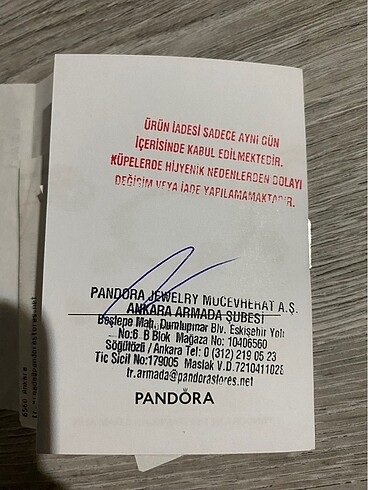 ÜRÜN İADESİ SADECE AYNI GÜN
İÇERİSİNDE KABUL EDİLMEKTEDİR.
KÜPELERDE HİJYENİK NEDENLERDEN DOLAYI
DEĞİŞİM VEYA İADE YAPILAMAMAKTADIR.
PANDORA JEWELRY MÜCEVHERAT A.Ş.
ANKARA ARMADA ŞUBESİ
Beştepe Mah. Dumlupınar Blv. Eskişehir Yolu
No:6 B Blok Mağaza No: 10406560
Söğütözü / Ankara Tel: 0 (312) 219 05 23
Tic Sicil No:179005 Maslak V.D.7210411028
tr.armada@pandorastores.net
PANDORA
6560 Ankara